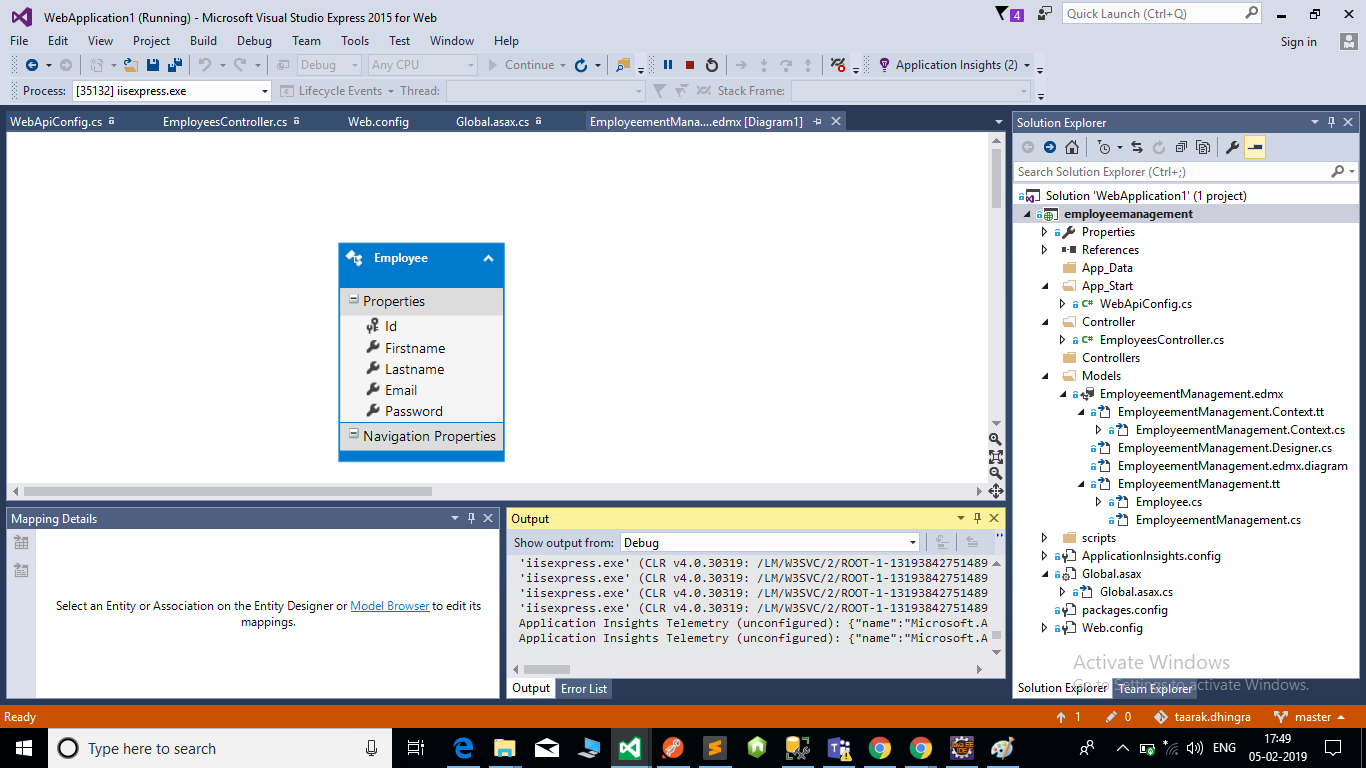 WebApplication1 (Running) - Microsoft Visual Studio Express 2015 for Web
4
Quick Launch (Ctrl+Q)
File Edit View Project Build Debug Team Tools Test Window Help
Sign in
Debug Any CPU Continue Application Insights (2)
Process: [35132] iisexpress.exe Lifecycle Events Thread: Stack Frame:
WebApiConfig.cs EmployeesController.cs Web.config Global.asax.cs EmployeementMana....edmx [Diagram1]
Employee
Properties
Id
Firstname
Lastname
Email
Password
Navigation Properties
Mapping Details
Select an Entity or Association on the Entity Designer or Model Browser to edit its
mappings.
Output
Show output from: Debug
'iisexpress.exe' (CLR v4.0.30319: /LM/W3SVC/2/ROOT-1-13193842751489
'iisexpress.exe' (CLR v4.0.30319: /LM/W3SVC/2/ROOT-1-13193842751489
'iisexpress.exe' (CLR v4.0.30319: /LM/W3SVC/2/ROOT-1-13193842751489
'iisexpress.exe' (CLR v4.0.30319: /LM/W3SVC/2/ROOT-1-13193842751489
Application Insights Telemetry (unconfigured): {"name":"Microsoft.A
Application Insights Telemetry (unconfigured): {"name":"Microsoft.A
Output Error List
Solution Explorer
Search Solution Explorer (Ctrl+;)
Solution 'WebApplication1' (1 project)
employeemanagement
Properties
References
App_Data
App_Start
C# WebApiConfig.cs
Controller
C# EmployeesController.cs
Controllers
Models
EmployeementManagement.edmx
EmployeementManagement.Context.tt
EmployeementManagement.Context.cs
EmployeementManagement.Designer.cs
EmployeementManagement.edmx.diagram
EmployeementManagement.tt
Employee.cs
EmployeementManagement.cs
scripts
ApplicationInsights.config
Global.asax
Global.asax.cs
packages.config
Web.config
Activate Windows
Go to Settings to activate Windows.
Solution Explorer Team Explorer
Ready
1 0 taarak.dhingra master
Type here to search
ENG
17:49
05-02-2019